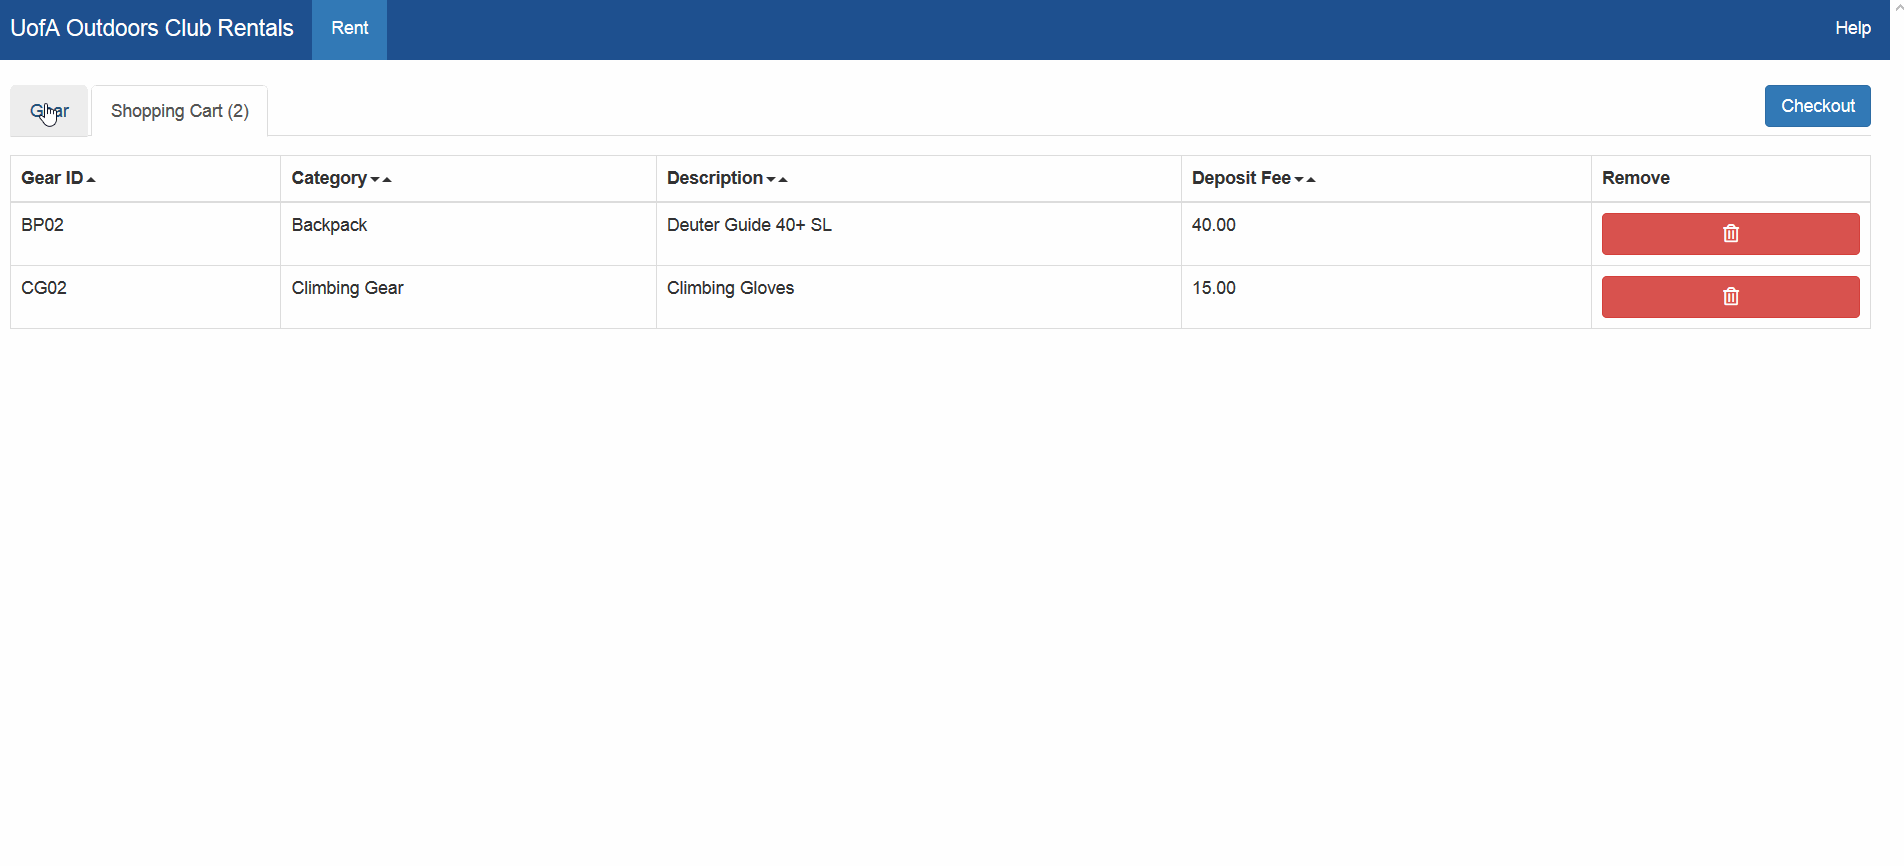 UofA Outdoors Club Rentals Rent Help
Gear Shopping Cart (2) Checkout
Gear ID Category Description Deposit Fee Remove
BP02 Backpack Deuter Guide 40+ SL 40.00
CG02 Climbing Gear Climbing Gloves 15.00